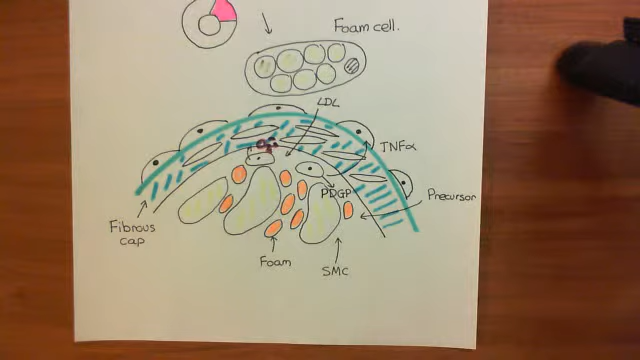 Foam cell.
LDL
TNFα
PDGF
Precursor
Fibrous
cap
Foam
SMC